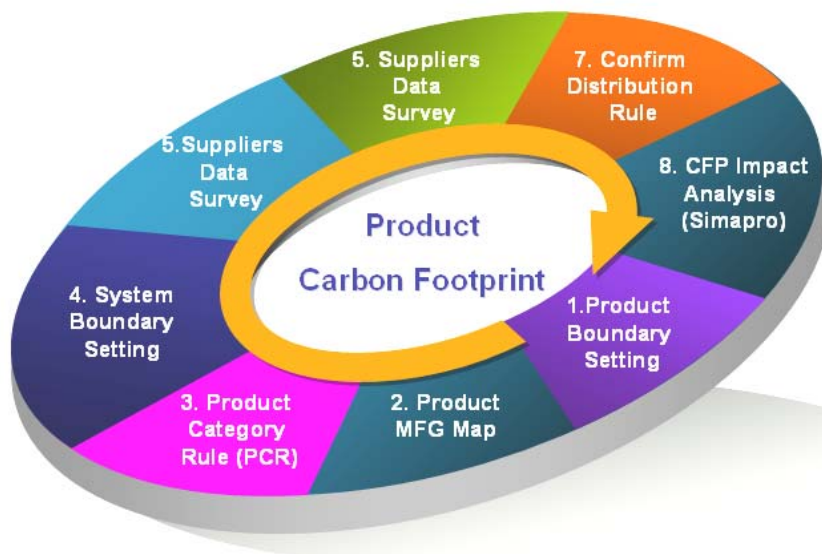 5. Suppliers
Data
Survey
7. Confirm
Distribution
Rule
5.Suppliers
Data
Survey
8. CFP Impact
Analysis
(Simapro)
Product
Carbon Footprint
4. System
Boundary
Setting
1.Product
Boundary
Setting
3. Product
Category
Rule (PCR)
2. Product
MFG Map